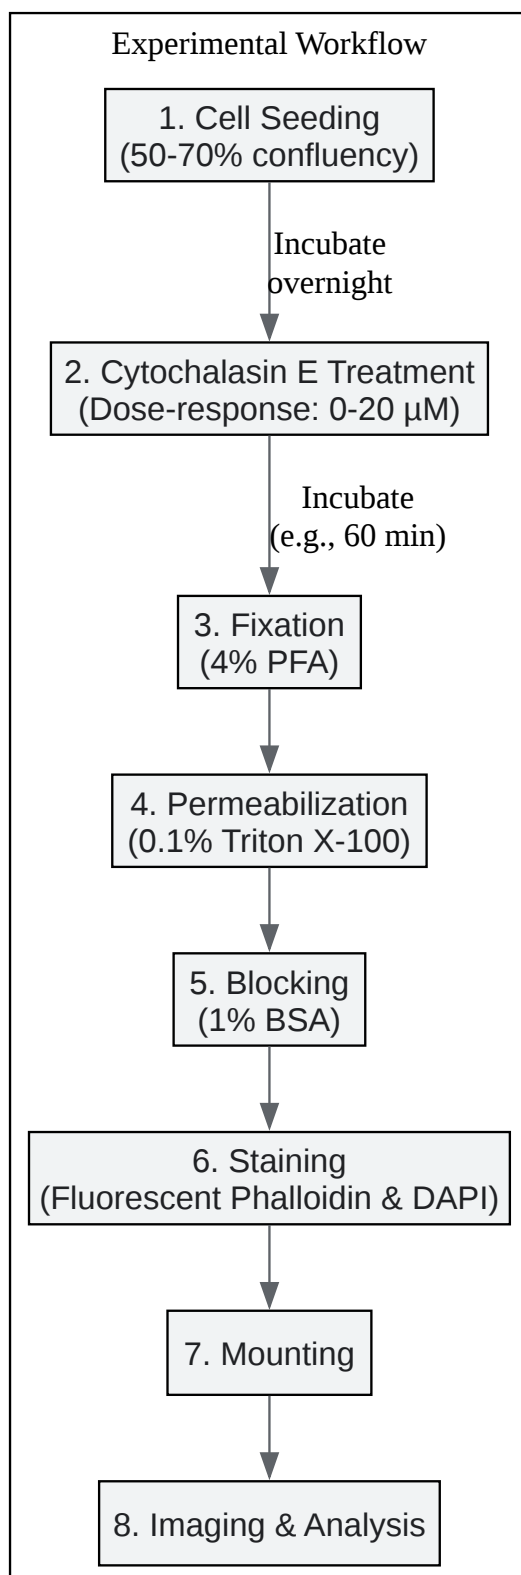 Experimental Workflow
1. Cell Seeding
(50-70% confluency)
Incubate
overnight
2. Cytochalasin E Treatment
(Dose-response: 0-20 µM)
Incubate
(e.g., 60 min)
3. Fixation
(4% PFA)
4. Permeabilization
(0.1% Triton X-100)
5. Blocking
(1% BSA)
6. Staining
(Fluorescent Phalloidin & DAPI)
7. Mounting
8. Imaging & Analysis